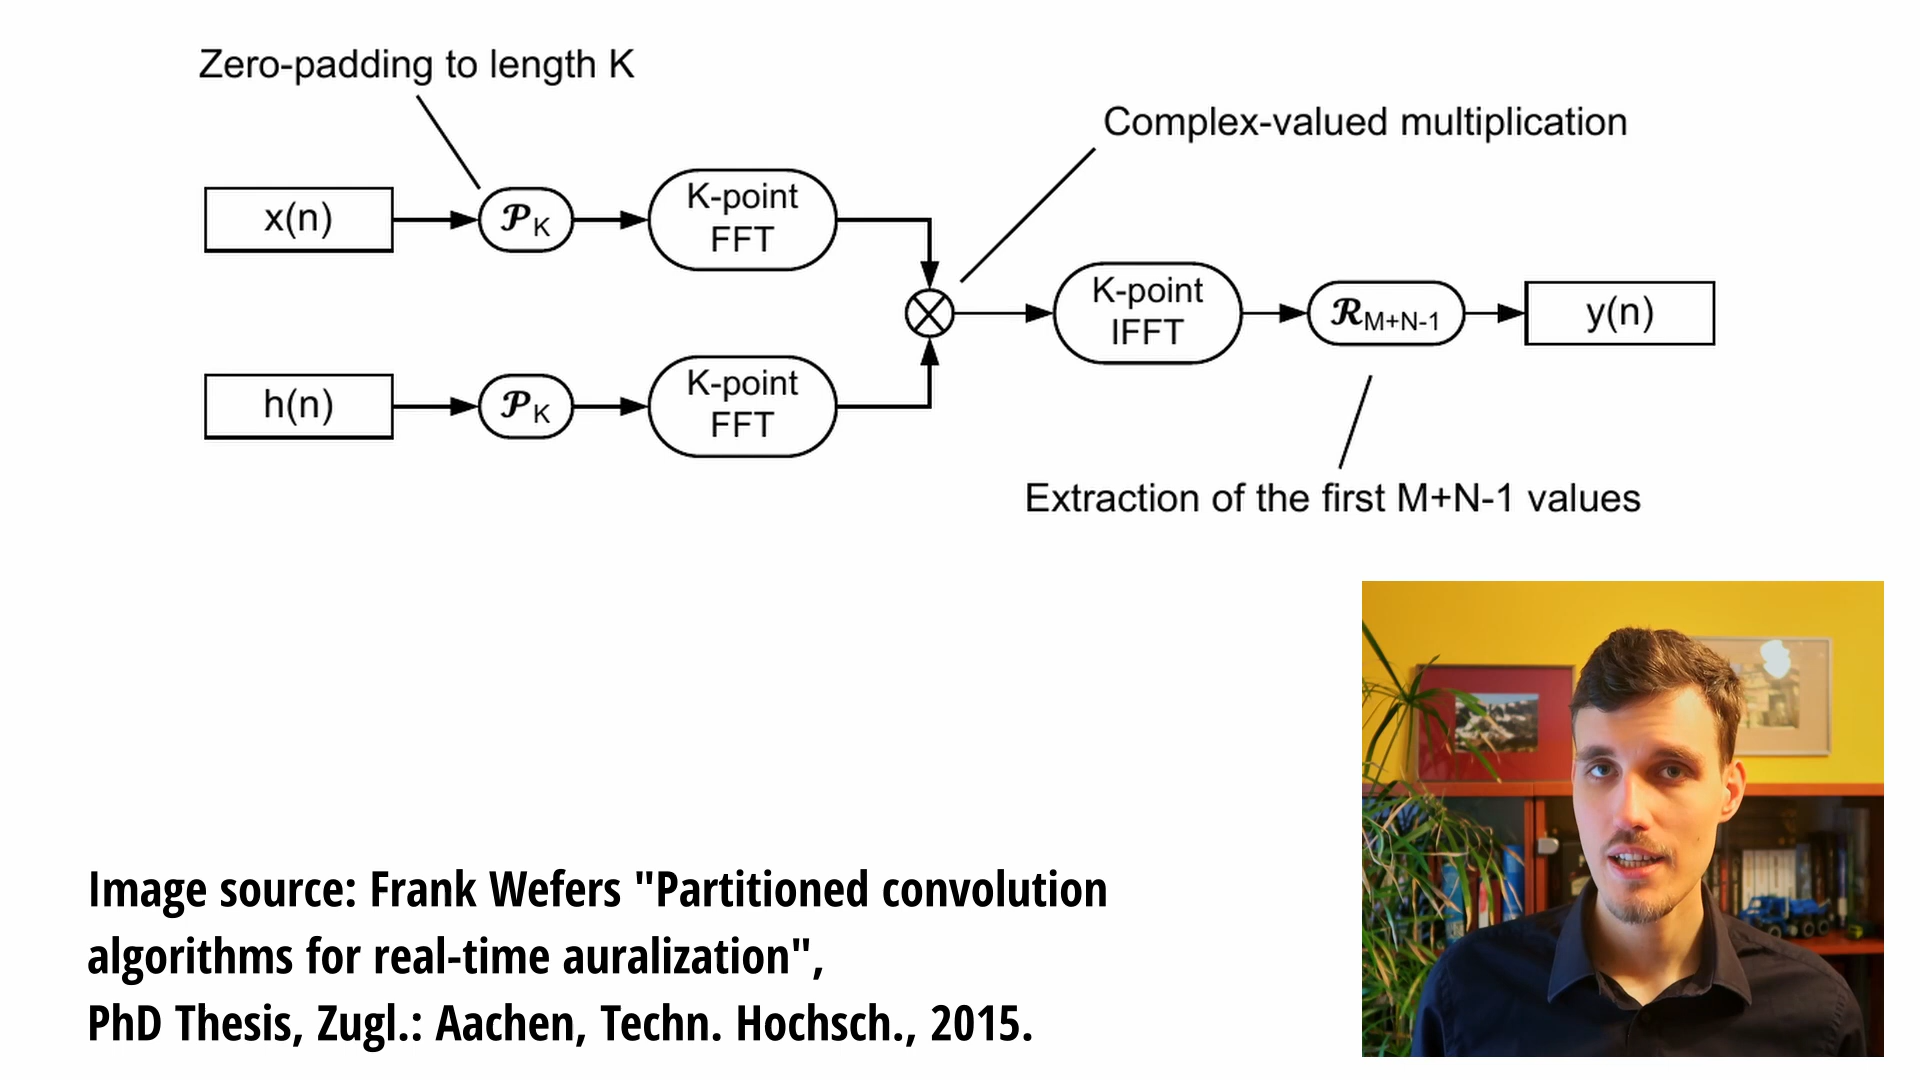 Zero-padding to length K
Complex-valued multiplication
x(n)
𝓟K
K-point
FFT
h(n)
𝓟K
K-point
FFT
K-point
IFFT
𝓡M+N-1
y(n)
Extraction of the first M+N-1 values
Image source: Frank Wefers "Partitioned convolution
algorithms for real-time auralization",
PhD Thesis, Zugl.: Aachen, Techn. Hochsch., 2015.